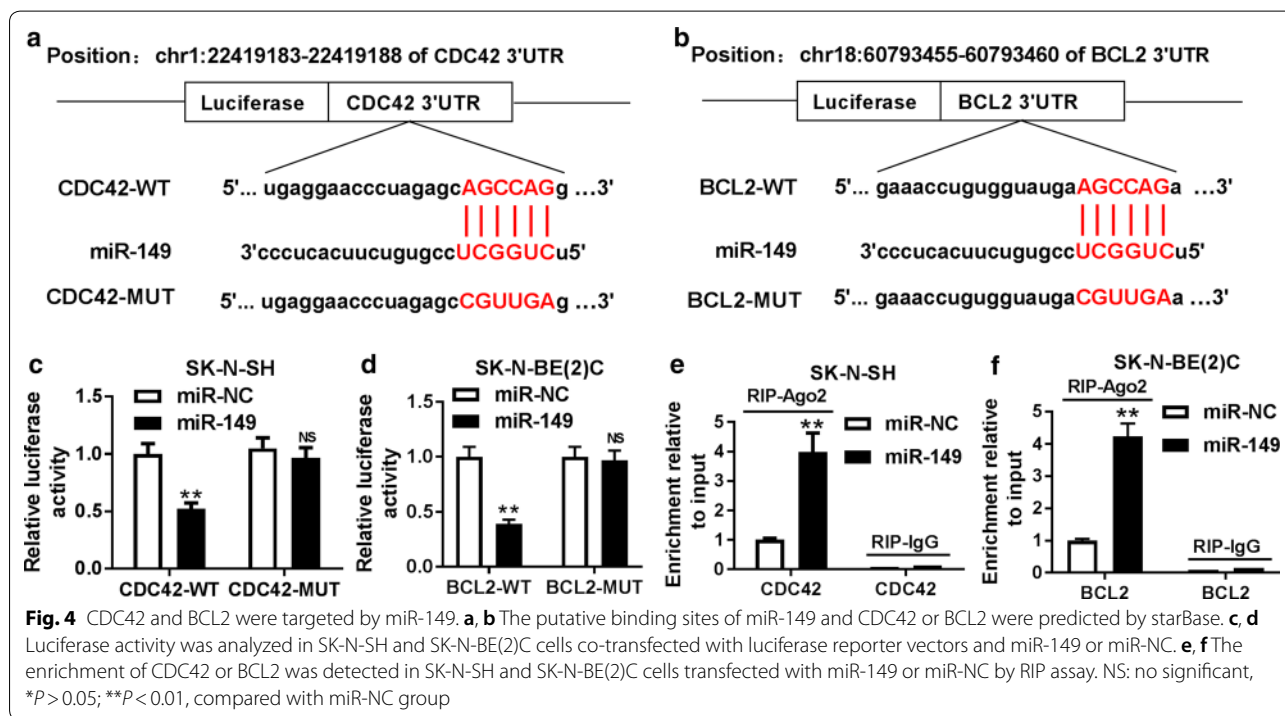 a
Position: chr1:22419183-22419188 of CDC42 3'UTR
Luciferase CDC42 3'UTR
CDC42-WT 5'... ugaggaacccuagagcAGCCAGg ...3'
miR-149 3'cccucacuucugugccUCGGUCu5'
CDC42-MUT 5'... ugaggaacccuagagcCGUUGAg ...3'
b
Position: chr18:60793455-60793460 of BCL2 3'UTR
Luciferase BCL2 3'UTR
BCL2-WT 5'... gaaaccugugguaugaAGCCAGa ...3'
miR-149 3'cccucacuucugugccUCGGUCu5'
BCL2-MUT 5'... gaaaccugugguaugaCGUUGAa ...3'
c
SK-N-SH
miR-NC
miR-149
Relative luciferase activity
1.5
1.0
0.5
0.0
**
NS
CDC42-WT CDC42-MUT
d
SK-N-BE(2)C
miR-NC
miR-149
Relative luciferase activity
1.5
1.0
0.5
0.0
**
NS
BCL2-WT BCL2-MUT
e
SK-N-SH
RIP-Ago2
miR-NC
miR-149
Enrichment relative to input
5
4
3
2
1
0
**
RIP-IgG
CDC42 CDC42
f
SK-N-BE(2)C
RIP-Ago2
miR-NC
miR-149
Enrichment relative to input
5
4
3
2
1
0
**
RIP-IgG
BCL2 BCL2
Fig. 4 CDC42 and BCL2 were targeted by miR-149. a, b The putative binding sites of miR-149 and CDC42 or BCL2 were predicted by starBase. c, d
Luciferase activity was analyzed in SK-N-SH and SK-N-BE(2)C cells co-transfected with luciferase reporter vectors and miR-149 or miR-NC. e, f The
enrichment of CDC42 or BCL2 was detected in SK-N-SH and SK-N-BE(2)C cells transfected with miR-149 or miR-NC by RIP assay. NS: no significant,
*P > 0.05; **P < 0.01, compared with miR-NC group